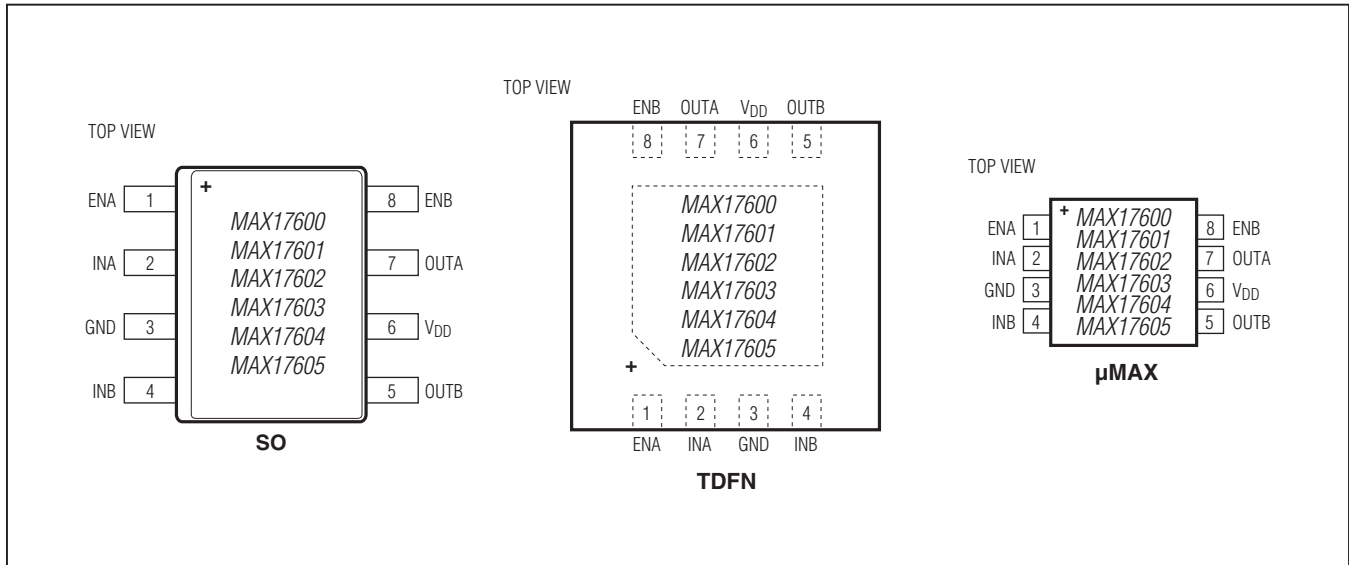 TOP VIEW
+
ENA 1
8 ENB
INA 2
7 OUTA
GND 3
6 VDD
INB 4
5 OUTB
MAX17600
MAX17601
MAX17602
MAX17603
MAX17604
MAX17605
SO
TOP VIEW
ENB OUTA VDD OUTB
8 7 6 5
MAX17600
MAX17601
MAX17602
MAX17603
MAX17604
MAX17605
+
1 2 3 4
ENA INA GND INB
TDFN
TOP VIEW
+
ENA 1
8 ENB
INA 2
7 OUTA
GND 3
6 VDD
INB 4
5 OUTB
MAX17600
MAX17601
MAX17602
MAX17603
MAX17604
MAX17605
µMAX